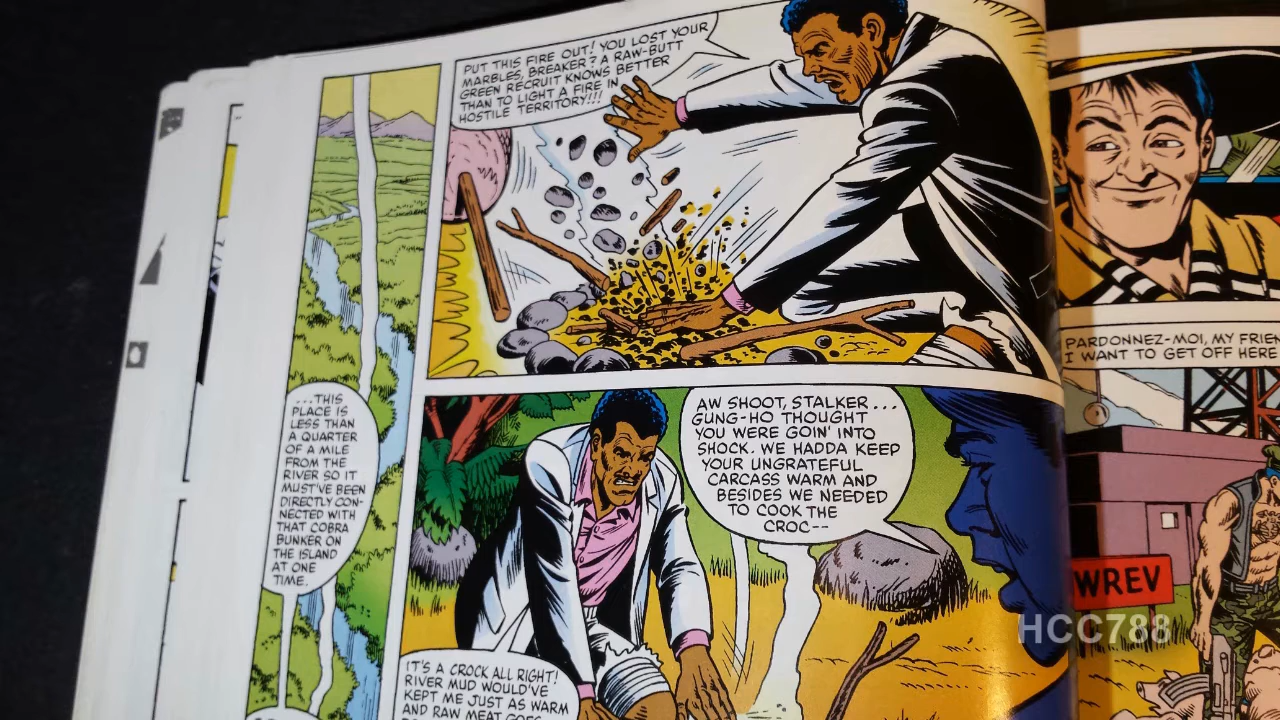 PUT THIS FIRE OUT! YOU LOST YOUR
MARBLES, BREAKER? A RAW-BUTT
GREEN RECRUIT KNOWS BETTER
THAN TO LIGHT A FIRE IN
HOSTILE TERRITORY!!!
...THIS
PLACE IS
LESS THAN
A QUARTER
OF A MILE
FROM THE
RIVER SO IT
MUST'VE BEEN
DIRECTLY CON-
NECTED WITH
THAT COBRA
BUNKER ON
THE ISLAND
AT ONE
TIME.
AW SHOOT, STALKER...
GUNG-HO THOUGHT
YOU WERE GOIN' INTO
SHOCK. WE HADDA KEEP
YOUR UNGRATEFUL
CARCASS WARM AND
BESIDES WE NEEDED
TO COOK THE
CROC--
IT'S A CROCK ALL RIGHT!
RIVER MUD WOULD'VE
KEPT ME JUST AS WARM
AND RAW MEAT GOES
PARDONNEZ-MOI, MY FRIEN
I WANT TO GET OFF HERE
WREV
HCC788